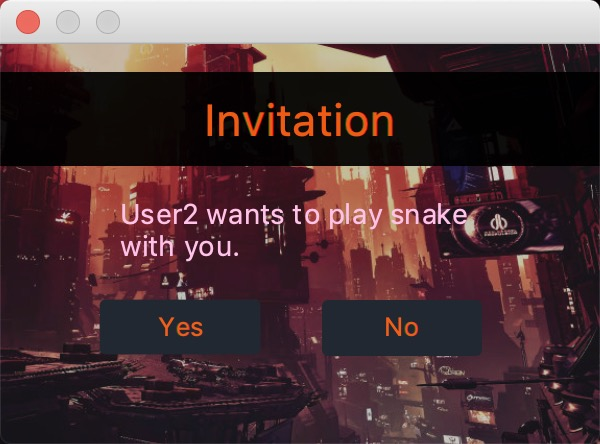 Invitation
User2 wants to play snake
with you.
Yes
No